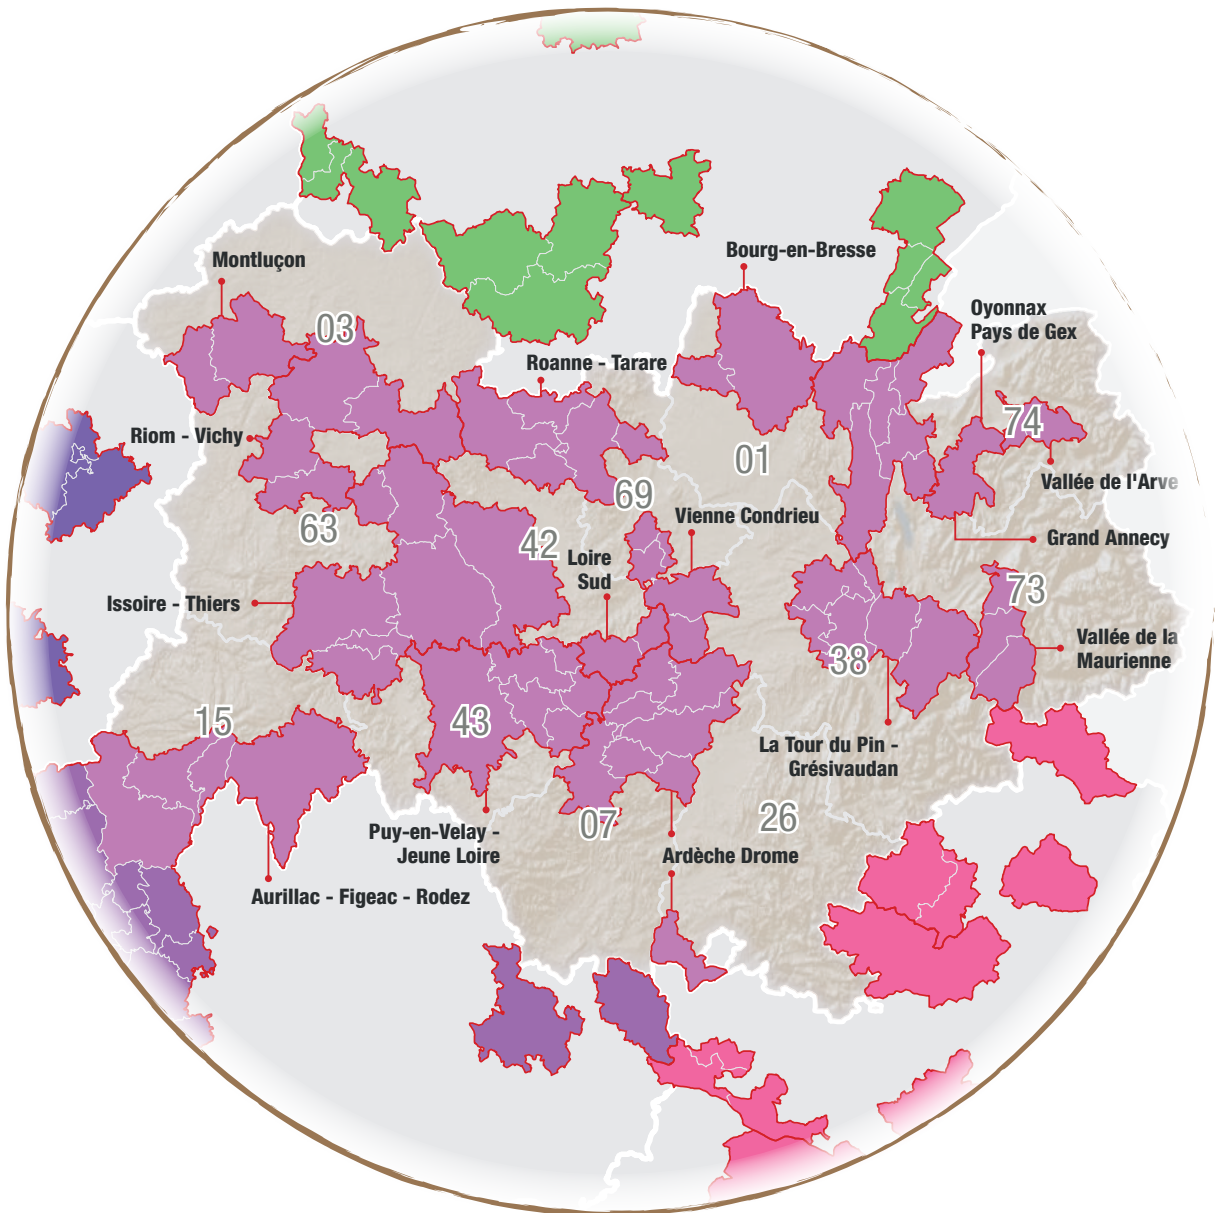 Bourg-en-Bresse
Montluçon
Oyonnax
Pays de Gex
03
Roanne - Tarare
74
Riom - Vichy
01
Vallée de l'Arve
69
Vienne Condrieu
63
42
Grand Annecy
Loire
Sud
73
Issoire - Thiers
Vallée de la
Maurienne
38
15
43
La Tour du Pin -
Grésivaudan
07
26
Puy-en-Velay -
Jeune Loire
Ardèche Drome
Aurillac - Figeac - Rodez